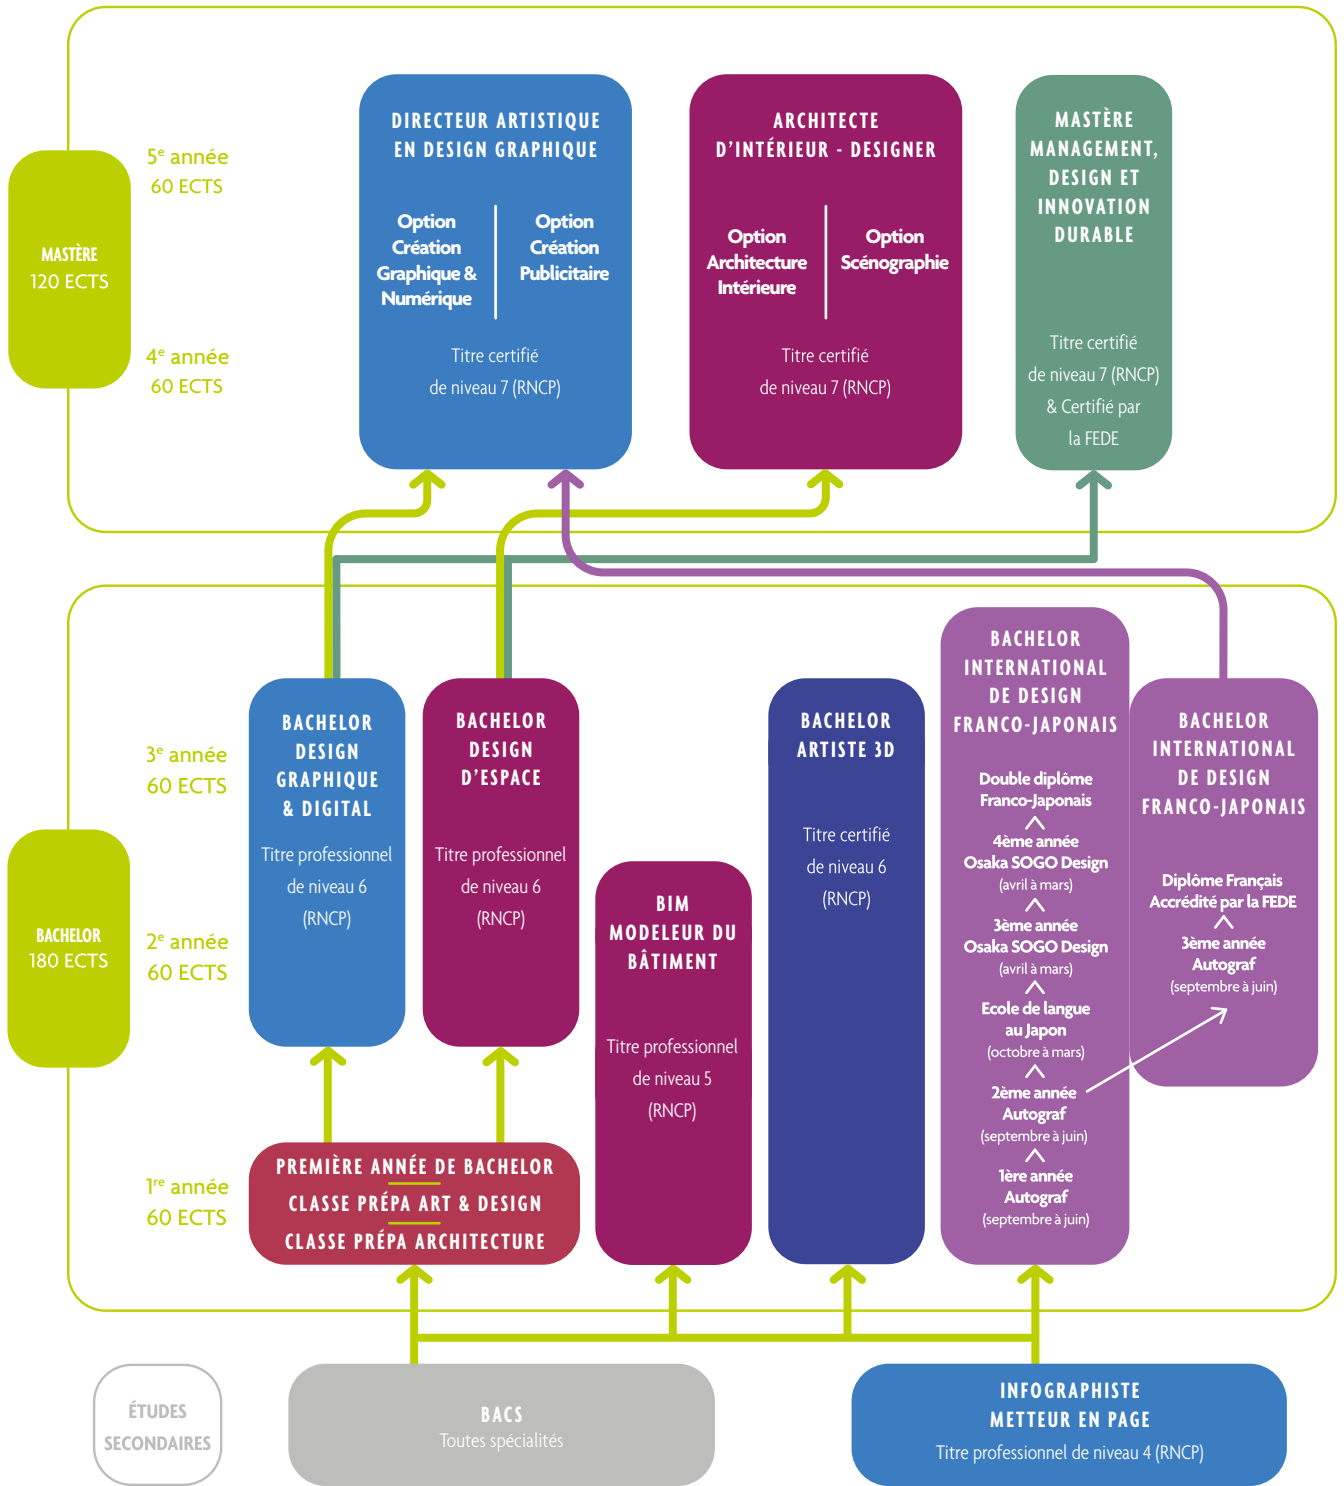 DIRECTEUR ARTISTIQUE
EN DESIGN GRAPHIQUE
Option
Création
Graphique &
Numérique
Option
Création
Publicitaire
Titre certifié
de niveau 7 (RNCP)
ARCHITECTE
D'INTÉRIEUR - DESIGNER
Option
Architecture
Intérieure
Option
Scénographie
Titre certifié
de niveau 7 (RNCP)
MASTÈRE
MANAGEMENT,
DESIGN ET
INNOVATION
DURABLE
Titre certifié
de niveau 7 (RNCP)
& Certifié par
la FEDE
5e année
60 ECTS
MASTÈRE
120 ECTS
4e année
60 ECTS
BACHELOR
DESIGN
GRAPHIQUE
& DIGITAL
Titre professionnel
de niveau 6
(RNCP)
BACHELOR
DESIGN
D'ESPACE
Titre professionnel
de niveau 6
(RNCP)
BIM
MODELEUR DU
BÂTIMENT
Titre professionnel
de niveau 5
(RNCP)
BACHELOR
ARTISTE 3D
Titre certifié
de niveau 6
(RNCP)
BACHELOR
INTERNATIONAL
DE DESIGN
FRANCO-JAPONAIS
Double diplôme
Franco-Japonais
4ème année
Osaka SOGO Design
(avril à mars)
3ème année
Osaka SOGO Design
(avril à mars)
Ecole de langue
au Japon
(octobre à mars)
2ème année
Autograf
(septembre à juin)
1ère année
Autograf
(septembre à juin)
BACHELOR
INTERNATIONAL
DE DESIGN
FRANCO-JAPONAIS
Diplôme Français
Accrédité par la FEDE
3ème année
Autograf
(septembre à juin)
3e année
60 ECTS
BACHELOR
180 ECTS
2e année
60 ECTS
1re année
60 ECTS
PREMIÈRE ANNÉE DE BACHELOR
CLASSE PRÉPA ART & DESIGN
CLASSE PRÉPA ARCHITECTURE
ÉTUDES
SECONDAIRES
BACS
Toutes spécialités
INFOGRAPHISTE
METTEUR EN PAGE
Titre professionnel de niveau 4 (RNCP)